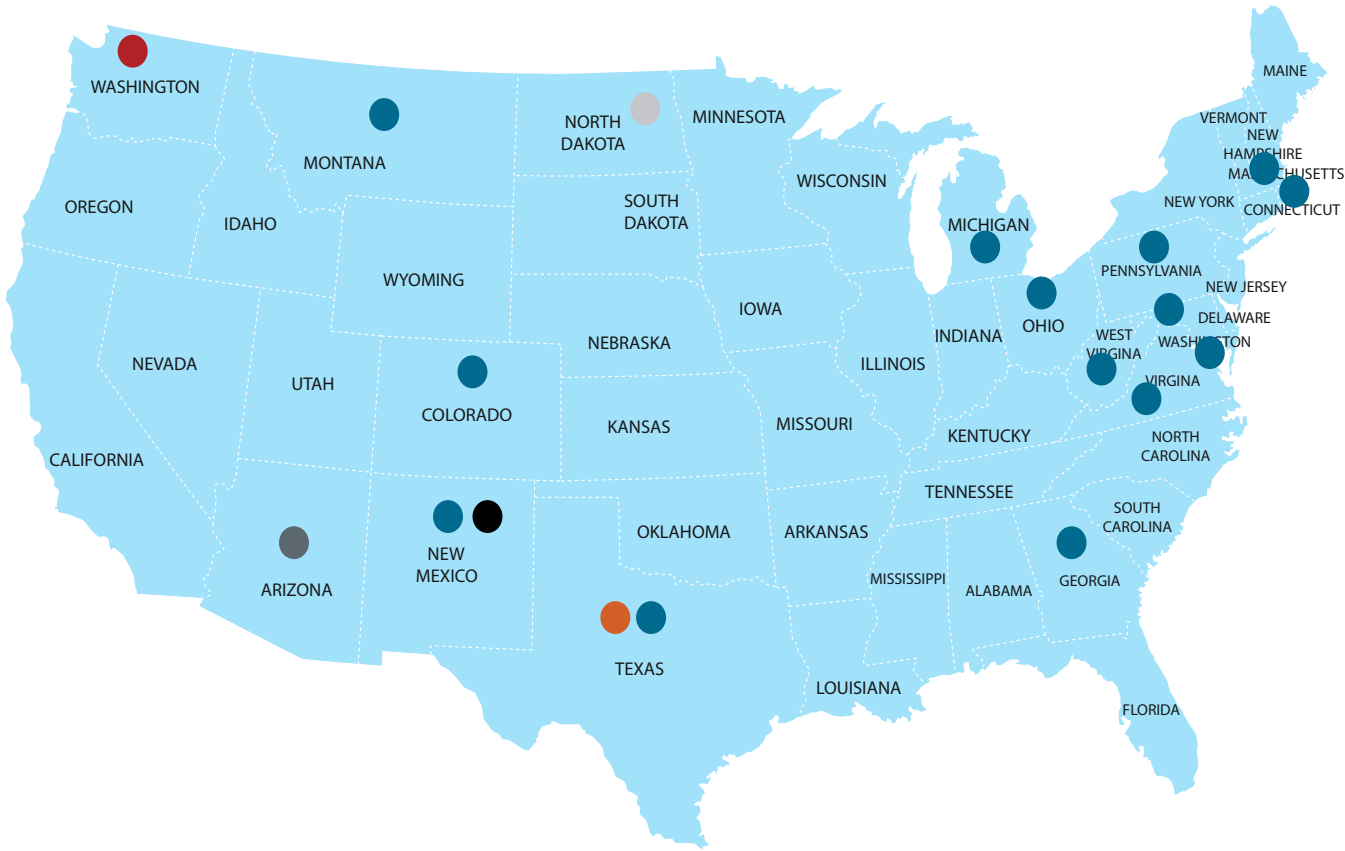 MAINE
WASHINGTON
MONTANA
NORTH
DAKOTA
MINNESOTA
VERMONT
NEW
HAMPSHIRE
MASSACHUSETTS
WISCONSIN
OREGON
IDAHO
SOUTH
DAKOTA
MICHIGAN
NEW YORK
CONNECTICUT
WYOMING
PENNSYLVANIA
NEW JERSEY
IOWA
NEBRASKA
INDIANA
OHIO
DELAWARE
WEST
VIRGINA
WASHINGTON
NEVADA
UTAH
ILLINOIS
VIRGINA
COLORADO
KANSAS
MISSOURI
KENTUCKY
NORTH
CAROLINA
CALIFORNIA
TENNESSEE
SOUTH
CAROLINA
ARIZONA
NEW
MEXICO
OKLAHOMA
ARKANSAS
MISSISSIPPI
ALABAMA
GEORGIA
TEXAS
LOUISIANA
FLORIDA